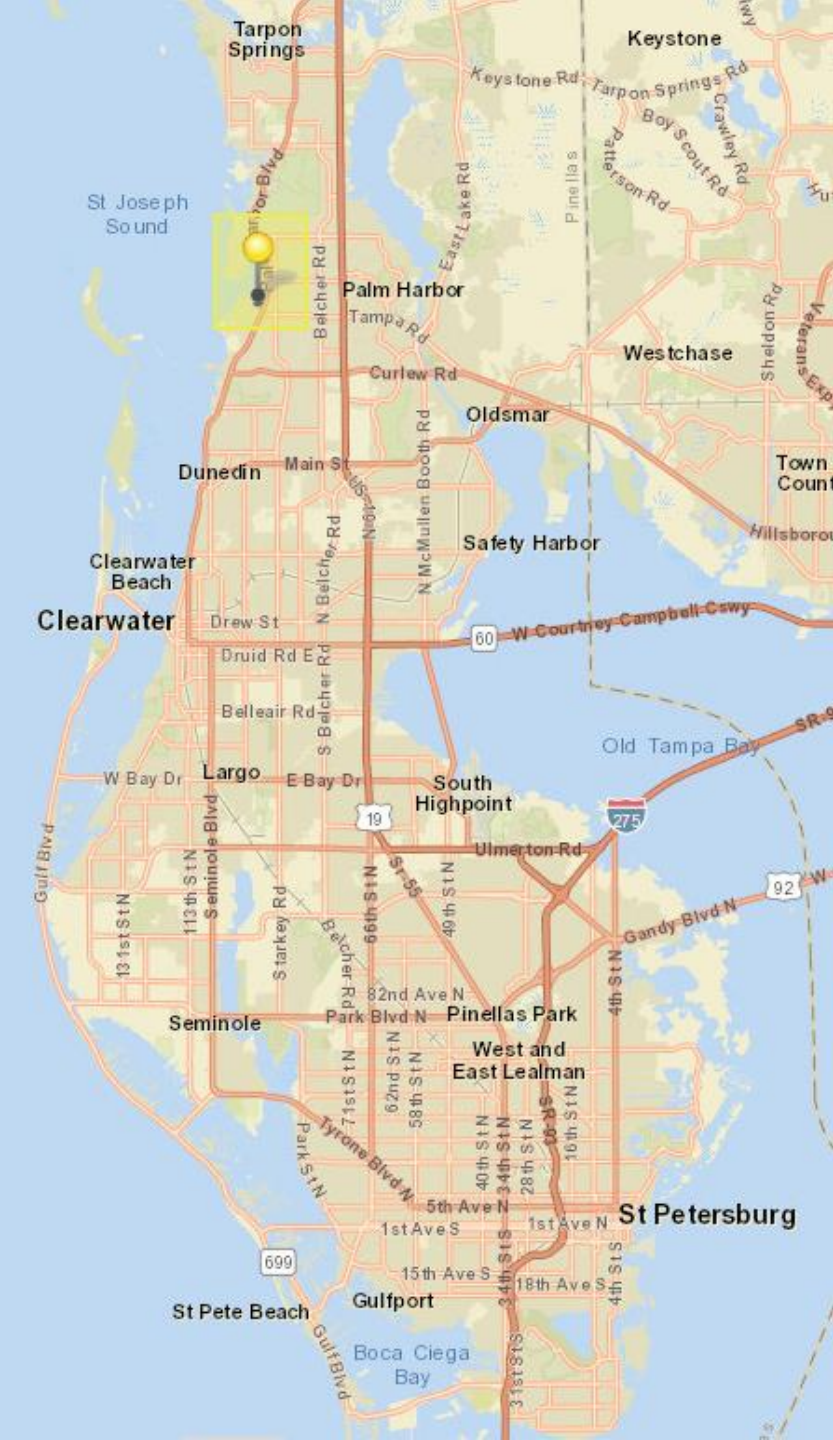 Tarpon
Springs
Keystone
Keystone Rd
Tarpon Springs Rd
Boy Scout Rd
Crawley Rd
Patterson Rd
Pinellas
East Lake Rd
St Joseph
Sound
Belcher Rd
Palm Harbor
Tampa Rd
Curlew Rd
Westchase
Sheldon Rd
Oldsmar
Dunedin
Main St
US-19 N
N McMullen Booth Rd
Town
Clearwater
Beach
N Belcher Rd
Safety Harbor
Clearwater
Drew St
60
W Courtney Campbell Cswy
Druid Rd E
S Belcher Rd
Belleair Rd
Old Tampa Bay
W Bay Dr
Largo
E Bay Dr
South
Highpoint
19
275
Gulf Blvd
Seminole Blvd
Ulmerton Rd
Sr-55
113th St N
66th St N
49th St N
92
W
131st St N
Starkey Rd
Belcher Rd
Gandy Blvd N
4th St N
82nd Ave N
Seminole
Park Blvd N
Pinellas Park
West and
East Lealman
71st St N
62nd St N
58th St N
SR-93
16th St N
Park St N
Tyrone Blvd N
40th St N
34th St N
28th St N
5th Ave N
St Petersburg
1st Ave S
1st Ave N
699
15th Ave S
34th St S
18th Ave S
4th St S
St Pete Beach
Gulfport
Gulf Blvd
Boca Ciega
Bay
31st St S